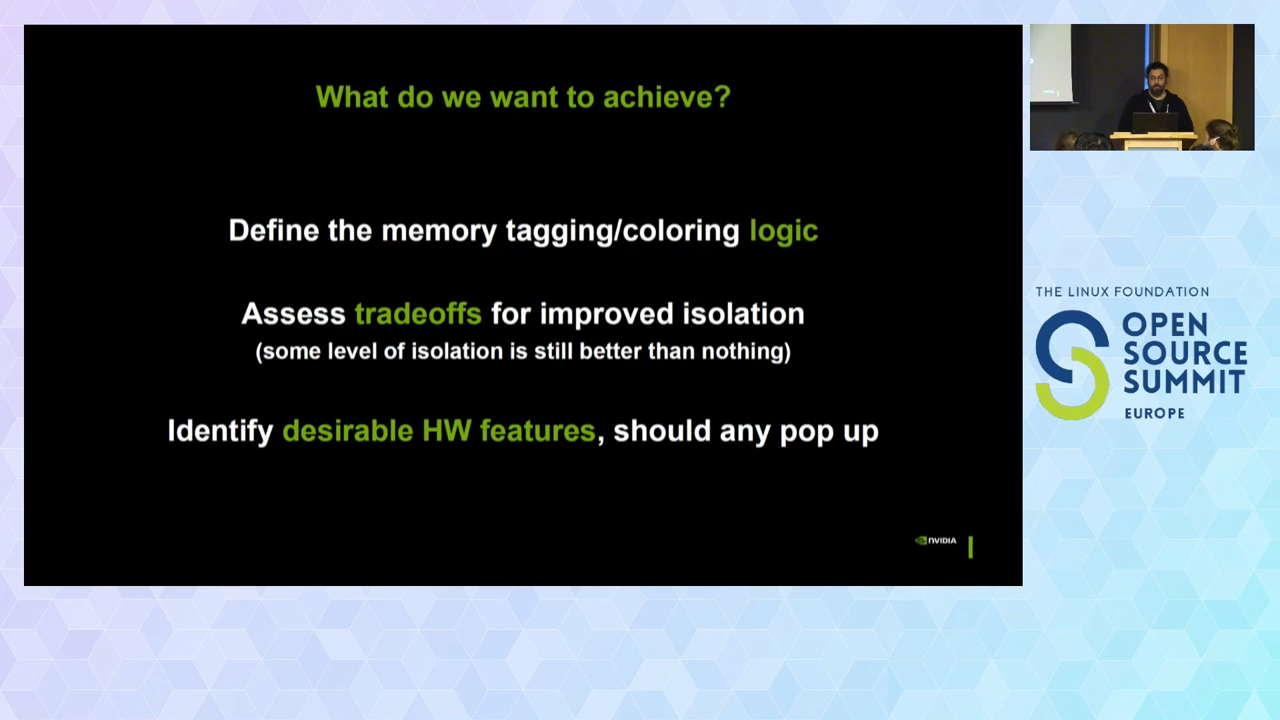 What do we want to achieve?
Define the memory tagging/coloring logic
Assess tradeoffs for improved isolation
(some level of isolation is still better than nothing)
Identify desirable HW features, should any pop up
NVIDIA
THE LINUX FOUNDATION
OPEN
SOURCE
SUMMIT
EUROPE